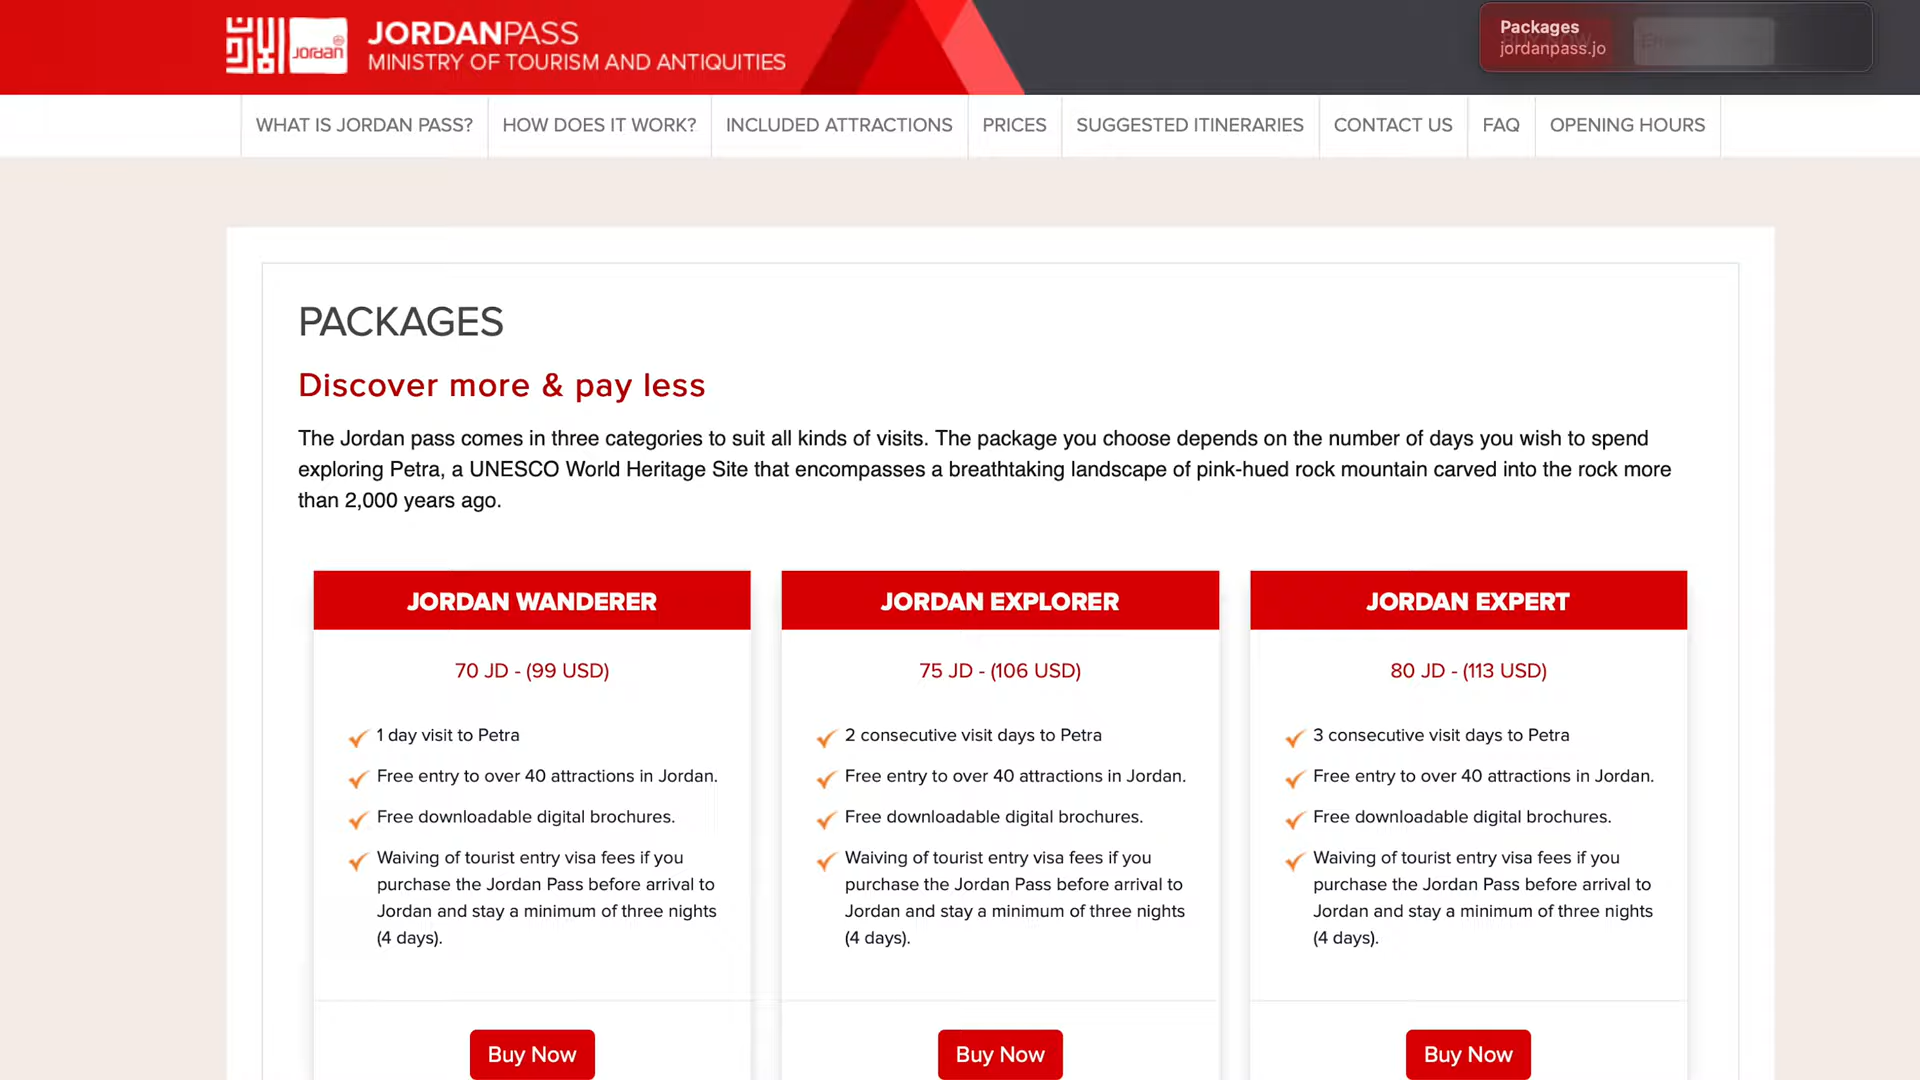 Jordan
JORDANPASS
MINISTRY OF TOURISM AND ANTIQUITIES
Packages
jordanpass.jo
WHAT IS JORDAN PASS?
HOW DOES IT WORK?
INCLUDED ATTRACTIONS
PRICES
SUGGESTED ITINERARIES
CONTACT US
FAQ
OPENING HOURS
PACKAGES
Discover more & pay less
The Jordan pass comes in three categories to suit all kinds of visits. The package you choose depends on the number of days you wish to spend
exploring Petra, a UNESCO World Heritage Site that encompasses a breathtaking landscape of pink-hued rock mountain carved into the rock more
than 2,000 years ago.
JORDAN WANDERER
70 JD - (99 USD)
1 day visit to Petra
Free entry to over 40 attractions in Jordan.
Free downloadable digital brochures.
Waiving of tourist entry visa fees if you
purchase the Jordan Pass before arrival to
Jordan and stay a minimum of three nights
(4 days).
Buy Now
JORDAN EXPLORER
75 JD - (106 USD)
2 consecutive visit days to Petra
Free entry to over 40 attractions in Jordan.
Free downloadable digital brochures.
Waiving of tourist entry visa fees if you
purchase the Jordan Pass before arrival to
Jordan and stay a minimum of three nights
(4 days).
Buy Now
JORDAN EXPERT
80 JD - (113 USD)
3 consecutive visit days to Petra
Free entry to over 40 attractions in Jordan.
Free downloadable digital brochures.
Waiving of tourist entry visa fees if you
purchase the Jordan Pass before arrival to
Jordan and stay a minimum of three nights
(4 days).
Buy Now